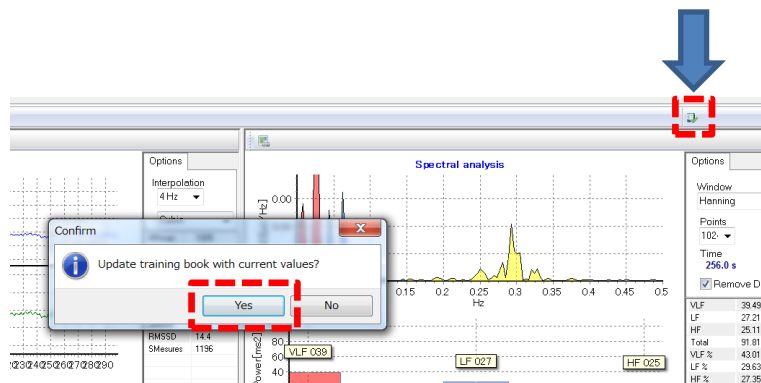 Options
Interpolation
4 Hz
Spectral analysis
Options
Window
Hanning
Points
102
Time
256.0 s
Remove D
0.00
0.15 0.2 0.25 0.3 0.35 0.4 0.45 0.5
Hz
Confirm
Update training book with current values?
Yes No
RMSSD 14.4
SMesures 1196
80
40
VLF 039
LF 027
HF 025
VLF 39.49
LF 27.21
HF 25.11
Total 91.81
VLF % 43.01
LF % 29.63
HF % 27.35